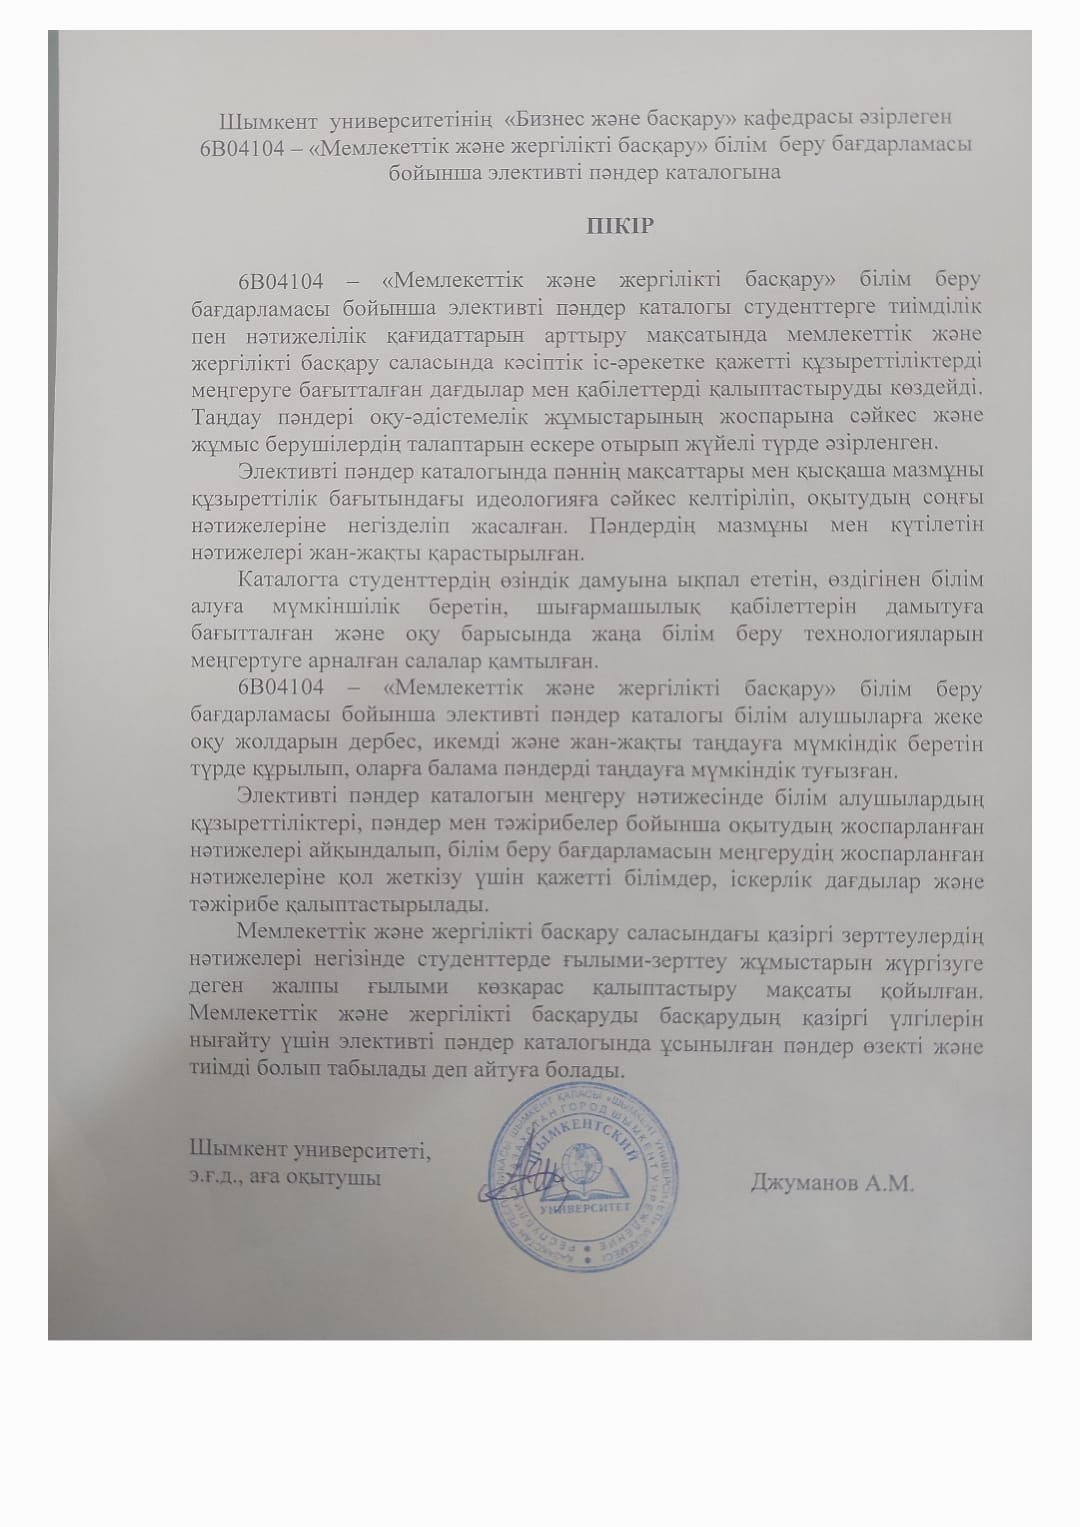 Шымкент университетінің «Бизнес және басқару» кафедрасы әзірлеген
6В04104 – «Мемлекеттік және жергілікті басқару» білім беру бағдарламасы
бойынша элективті пәндер каталогына
ПІКІР
6В04104 – «Мемлекеттік және жергілікті басқару» білім беру
бағдарламасы бойынша элективті пәндер каталогы студенттерге тиімділік
пен нәтижелілік қағидаттарын арттыру мақсатында мемлекеттік және
жергілікті басқару саласында кәсіптік іс-әрекетке қажетті құзыреттіліктерді
меңгеруге бағытталған дағдылар мен қабілеттерді қалыптастыруды көздейді.
Таңдау пәндері оқу-әдістемелік жұмыстарының жоспарына сәйкес және
жұмыс берушілердің талаптарын ескере отырып жүйелі түрде әзірленген.
Элективті пәндер каталогында пәннің мақсаттары мен қысқаша мазмұны
құзыреттілік бағытындағы идеологияға сәйкес келтіріліп, оқытудың соңғы
нәтижелеріне негізделіп жасалған. Пәндердің мазмұны мен күтілетін
нәтижелері жан-жақты қарастырылған.
Каталогта студенттердің өзіндік дамуына ықпал ететін, өздігінен білім
алуға мүмкіншілік беретін, шығармашылық қабілеттерін дамытуға
бағытталған және оқу барысында жаңа білім беру технологияларын
меңгертуге арналған салалар қамтылған.
6В04104 – «Мемлекеттік және жергілікті басқару» білім беру
бағдарламасы бойынша элективті пәндер каталогы білім алушыларға жеке
оқу жолдарын дербес, икемді және жан-жақты таңдауға мүмкіндік беретін
түрде құрылып, оларға балама пәндерді таңдауға мүмкіндік туғызған.
Элективті пәндер каталогын меңгеру нәтижесінде білім алушылардың
құзыреттіліктері, пәндер мен тәжірибелер бойынша оқытудың жоспарланған
нәтижелері айқындалып, білім беру бағдарламасын меңгерудің жоспарланған
нәтижелеріне қол жеткізу үшін қажетті білімдер, іскерлік дағдылар және
тәжірибе қалыптастырылады.
Мемлекеттік және жергілікті басқару саласындағы қазіргі зерттеулердің
нәтижелері негізінде студенттерде ғылыми-зерттеу жұмыстарын жүргізуге
деген жалпы ғылыми көзқарас қалыптастыру мақсаты қойылған.
Мемлекеттік және жергілікті басқаруды басқарудың қазіргі үлгілерін
нығайту үшін элективті пәндер каталогында ұсынылған пәндер өзекті және
тиімді болып табылады деп айтуға болады.
Шымкент университеті,
э.ғ.д., аға оқытушы
Джуманов А.М.
ҚАЗАҚСТАН РЕСПУБЛИКАСЫ ШЫМКЕНТ ҚАЛАСЫ «ШЫМКЕНТ УНИВЕРСИТЕТІ» МЕКЕМЕСІ
РЕСПУБЛИКА КАЗАХСТАН ГОРОД ШЫМКЕНТ УЧРЕЖДЕНИЕ
ШЫМКЕНТСКИЙ
УНИВЕРСИТЕТ